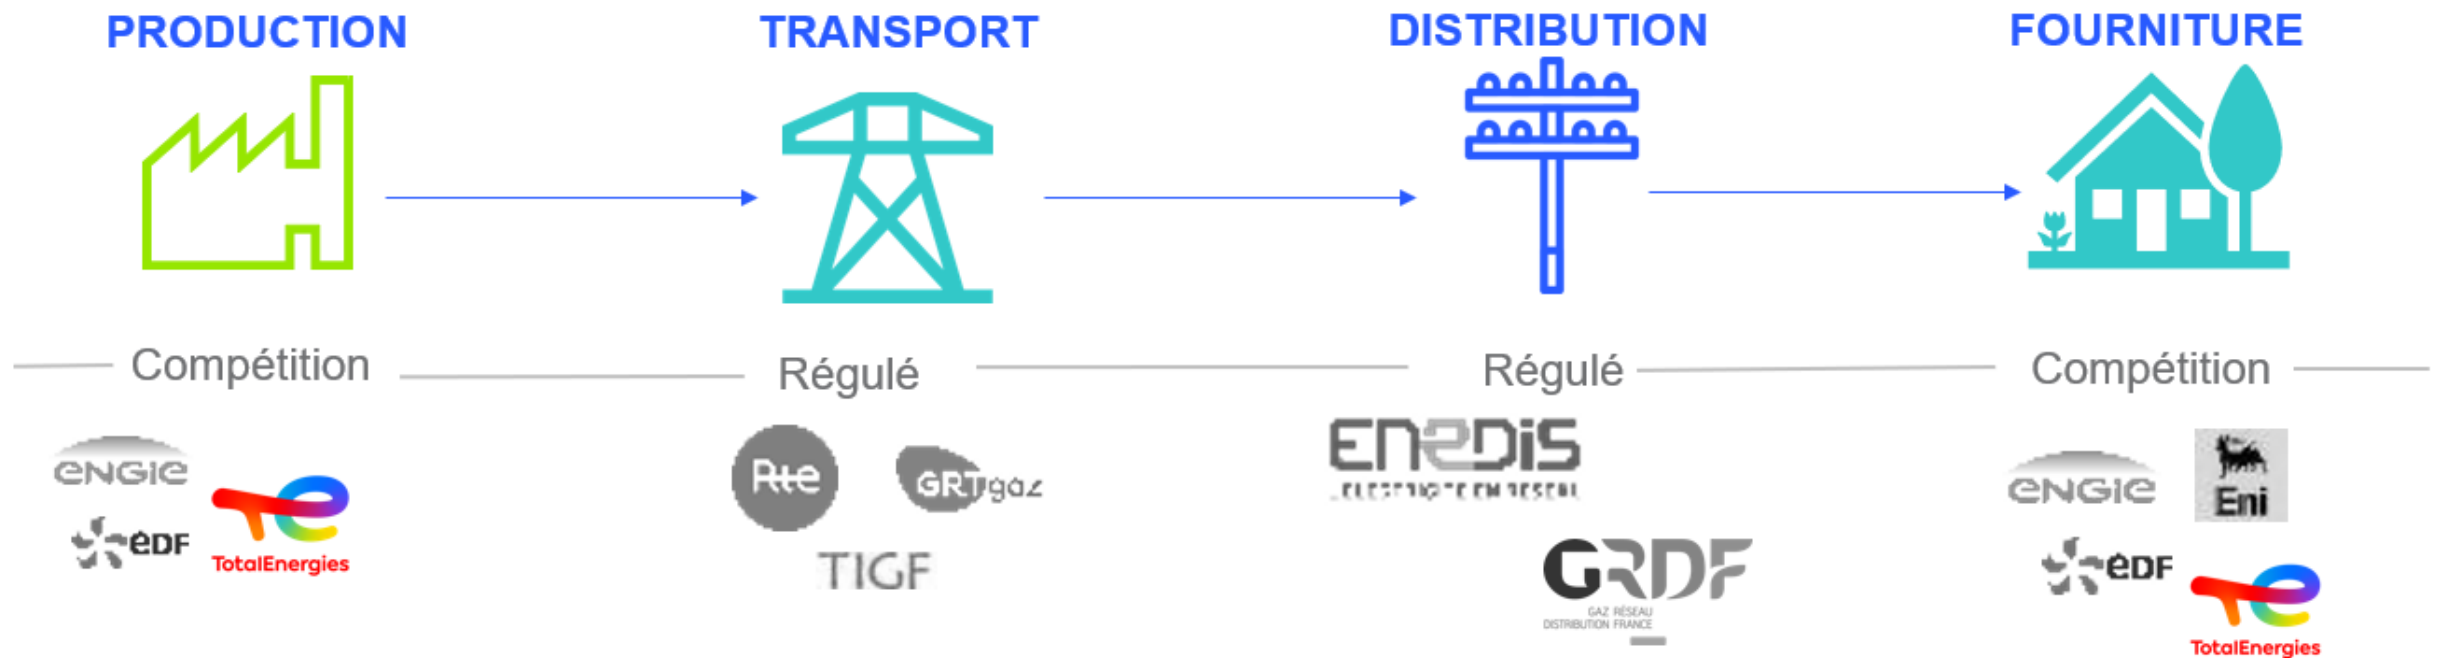 PRODUCTION
TRANSPORT
DISTRIBUTION
FOURNITURE
Compétition
Régulé
Régulé
Compétition
ENGIE
eDF
TotalEnergies
Rte
GRTgaz
TIGF
ENEDIS
GRDF
GAZ RÉSEAU
DISTRIBUTION FRANCE
ENGIE
Eni
eDF
TotalEnergies